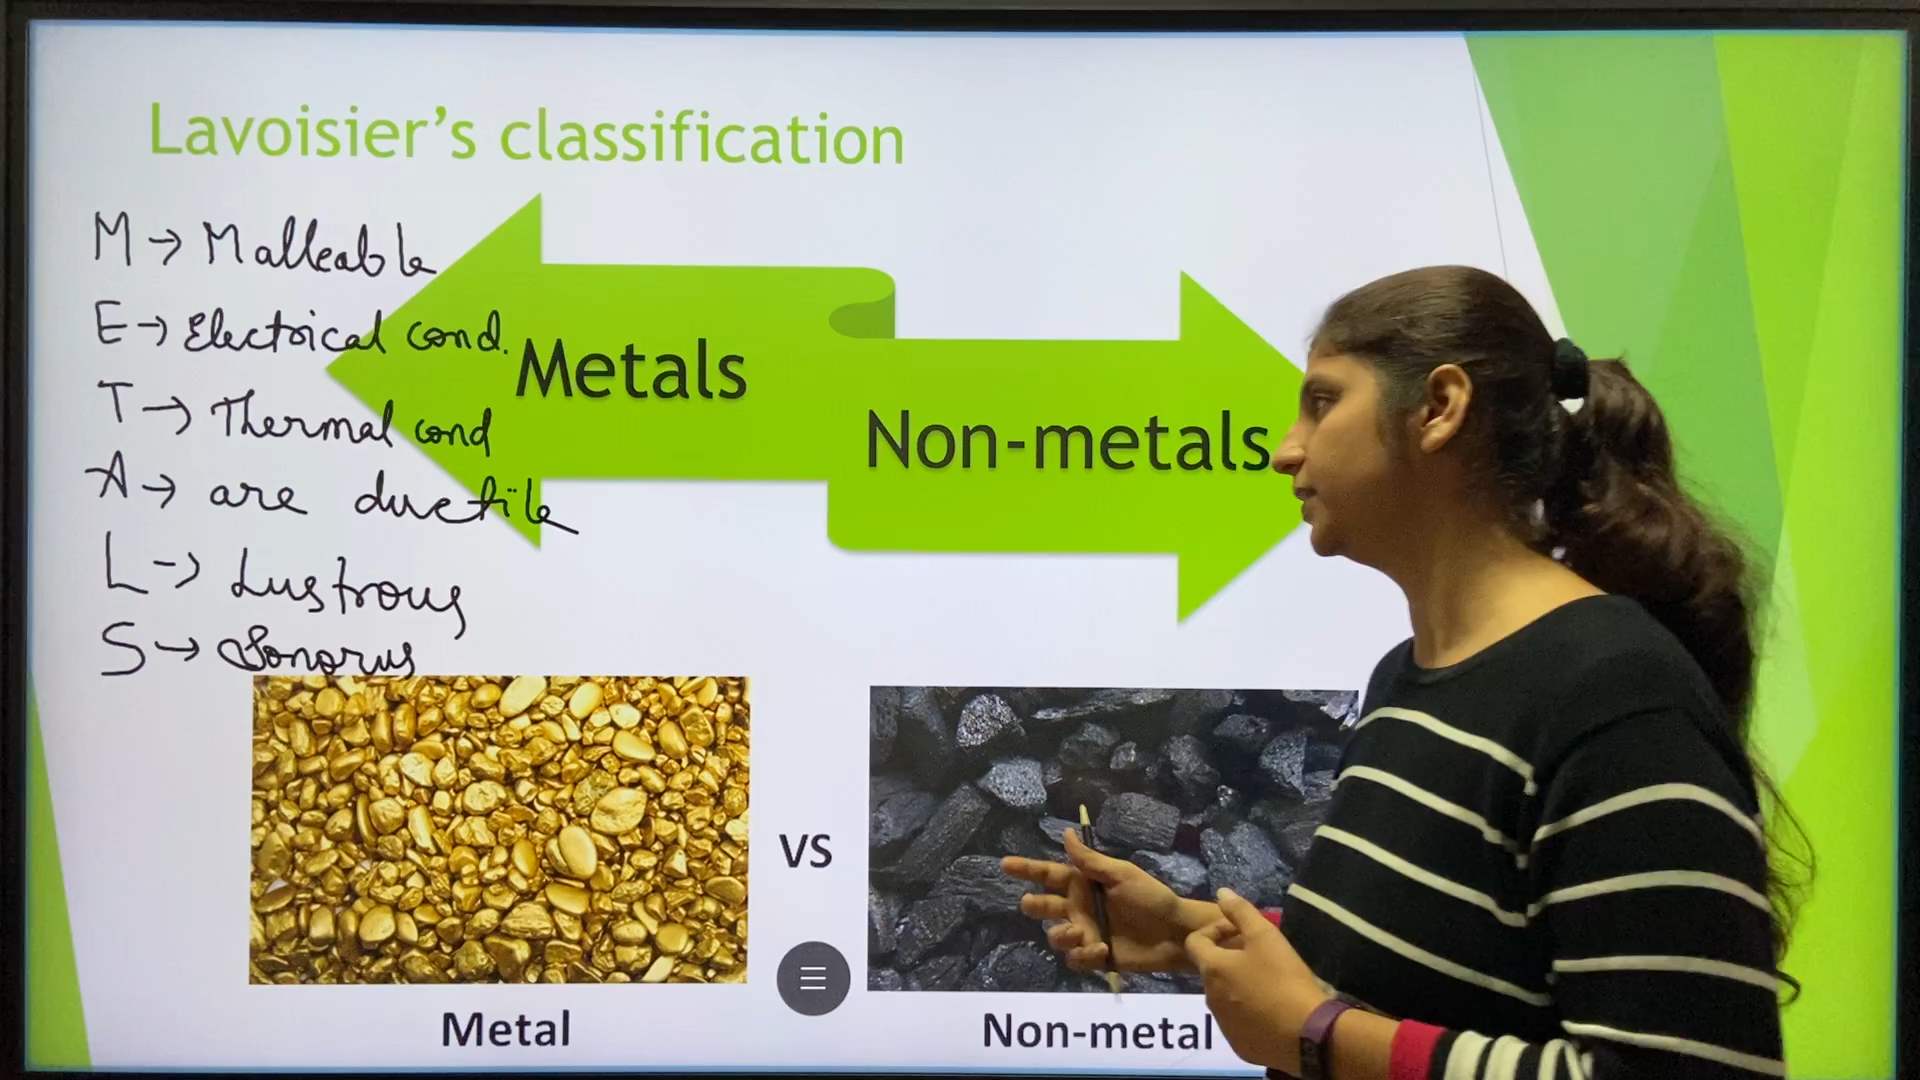 Lavoisier's classification
M → Malleable
E → Electrical cond.
T → Thermal cond
A → are ductile
L → Lustrous
S → Sonorus
Metals
Non-metals
VS
Metal
Non-metal